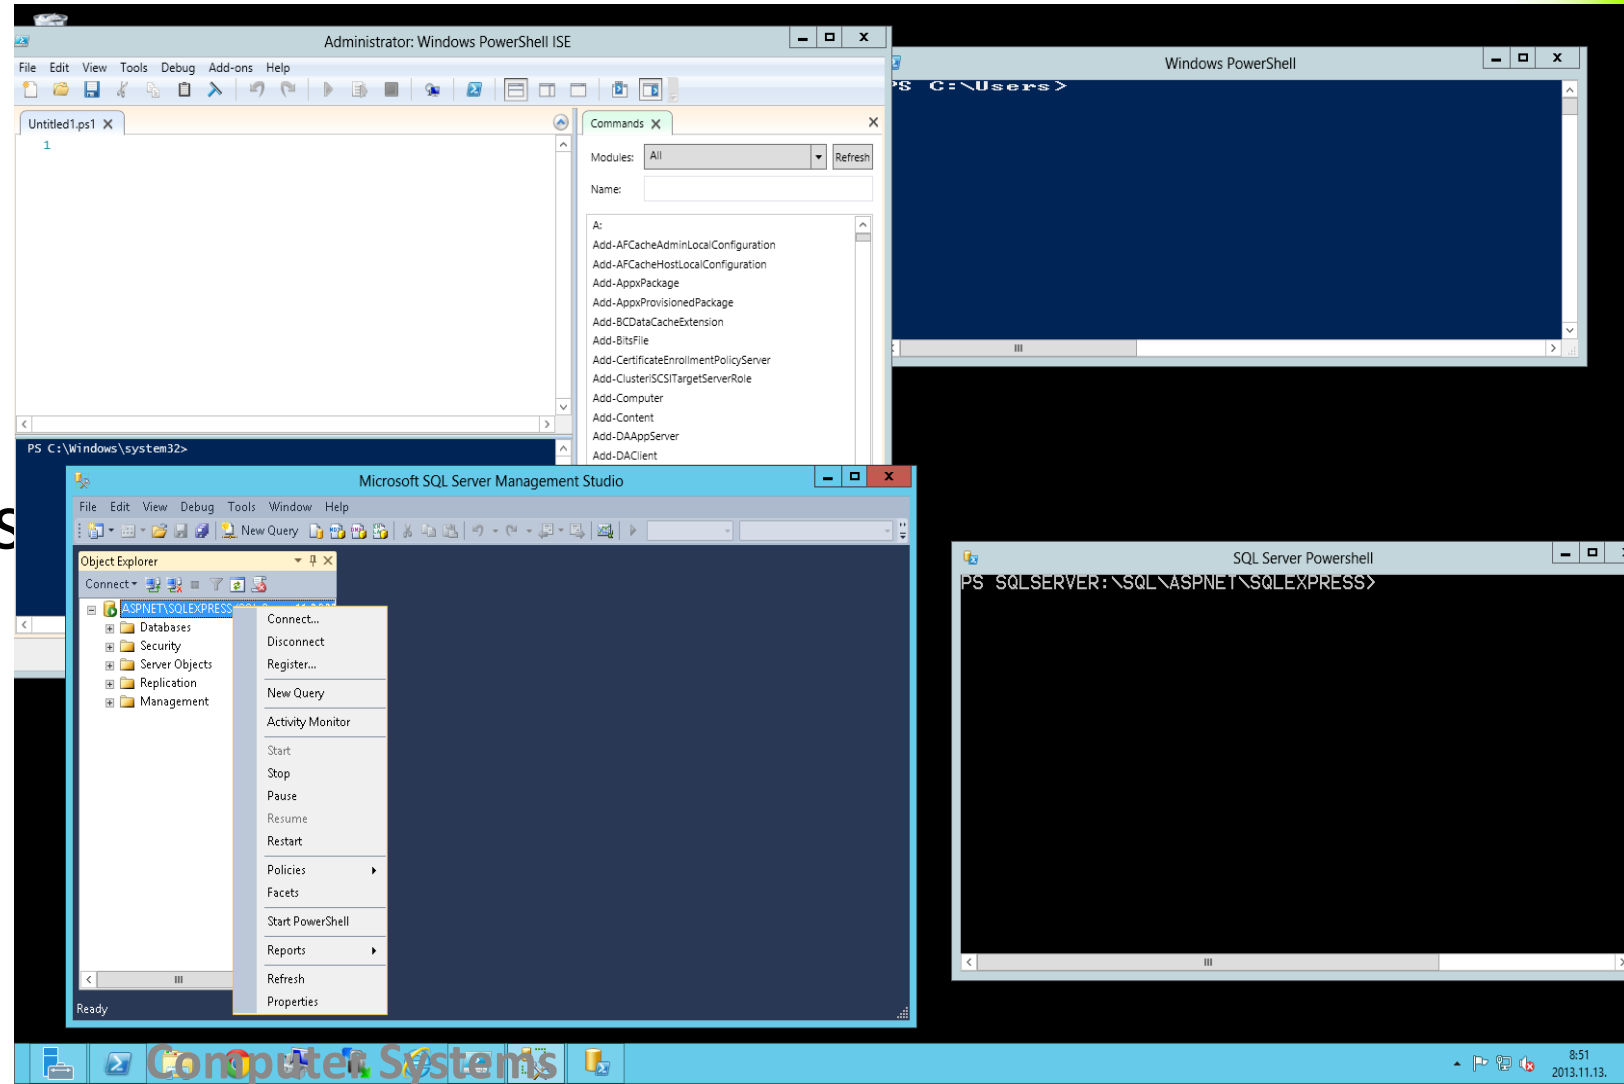 Administrator: Windows PowerShell ISE
File Edit View Tools Debug Add-ons Help
Untitled1.ps1
1
Commands
Modules: All Refresh
Name:
A:
Add-AFCacheAdminLocalConfiguration
Add-AFCacheHostLocalConfiguration
Add-AppxPackage
Add-AppxProvisionedPackage
Add-BCDataCacheExtension
Add-BitsFile
Add-CertificateEnrollmentPolicyServer
Add-ClusteriSCSITargetServerRole
Add-Computer
Add-Content
Add-DAAppServer
Add-DAClient
PS C:\Windows\system32>
Windows PowerShell
PS C:\Users>
Microsoft SQL Server Management Studio
File Edit View Debug Tools Window Help
New Query
Object Explorer
Connect
ASPNET\SQLEXPRESS
Databases
Security
Server Objects
Replication
Management
Connect...
Disconnect
Register...
New Query
Activity Monitor
Start
Stop
Pause
Resume
Restart
Policies
Facets
Start PowerShell
Reports
Refresh
Properties
Ready
SQL Server Powershell
PS SQLSERVER:\SQL\ASPNET\SQLEXPRESS>
S
Computer Systems
8:51
2013.11.13.